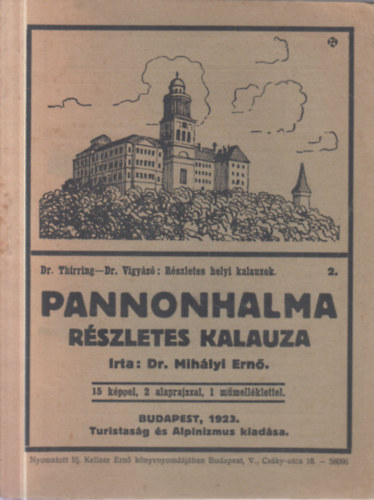 Dr. Thirring—Dr. Vigyázó: Részletes helyi kalauzok. 2.
PANNONHALMA
RÉSZLETES KALAUZA
Irta: Dr. Mihályi Ernő.
15 képpel, 2 alaprajzzal, 1 műmelléklettel.
BUDAPEST, 1923.
Turistaság és Alpinizmus kiadása.
Nyomatott Ifj. Kellner Ernő könyvnyomdájában Budapest, V., Csáky-utca 10. —